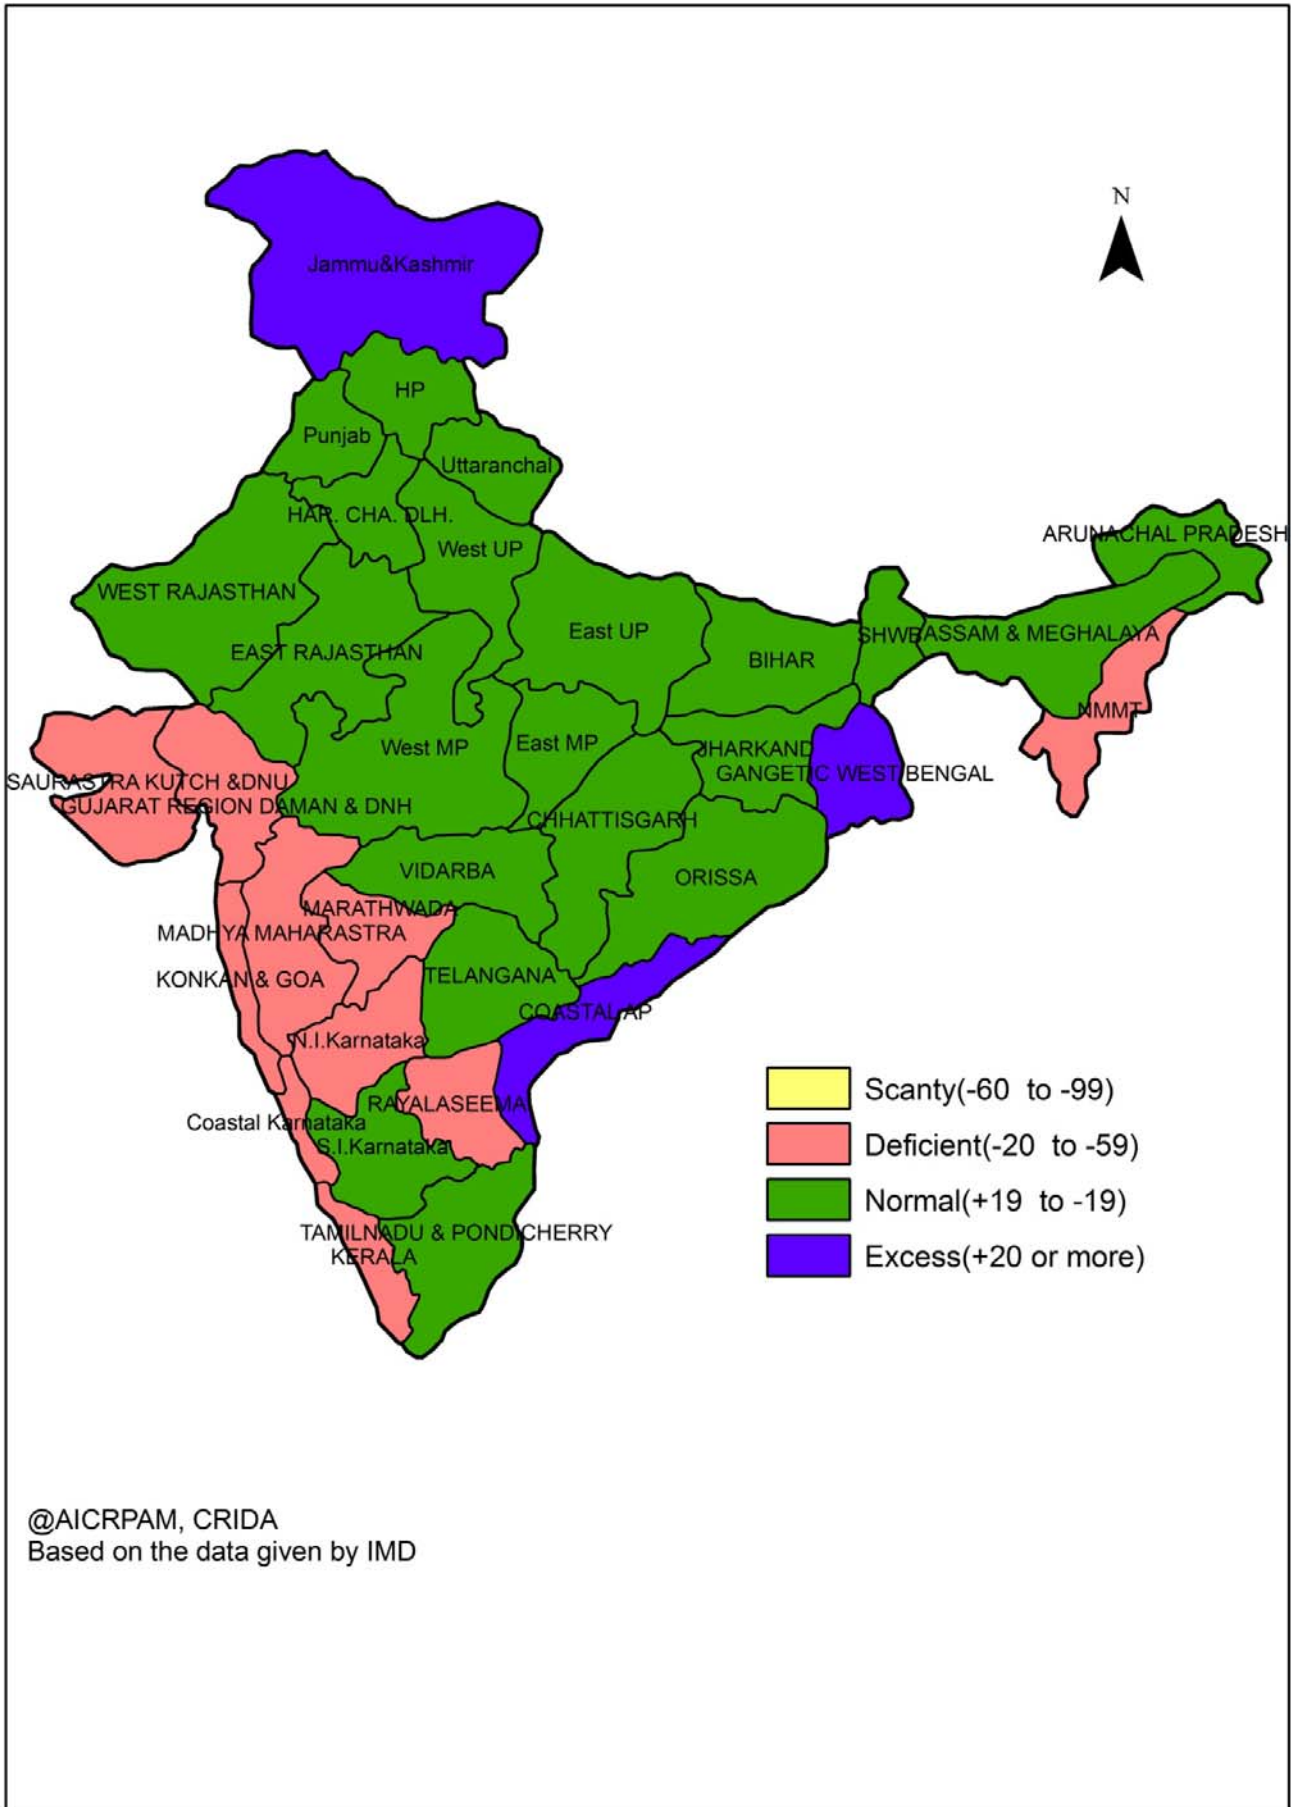 N
Jammu&Kashmir
HP
Punjab
Uttaranchal
HAR. CHA. DLH.
ARUNACHAL PRADESH
West UP
WEST RAJASTHAN
East UP
SHWB
ASSAM & MEGHALAYA
EAST RAJASTHAN
BIHAR
NMMT
West MP
East MP
JHARKAND
GANGETIC WEST BENGAL
SAURASTRA KUTCH &DNU
GUJARAT REGION DAMAN & DNH
CHHATTISGARH
VIDARBA
ORISSA
MARATHWADA
MADHYA MAHARASTRA
KONKAN & GOA
TELANGANA
COASTAL AP
N.I.Karnataka
RAYALASEEMA
Coastal Karnataka
S.I.Karnataka
TAMILNADU & PONDICHERRY
KERALA
Scanty(-60 to -99)
Deficient(-20 to -59)
Normal(+19 to -19)
Excess(+20 or more)
@AICRPAM, CRIDA
Based on the data given by IMD